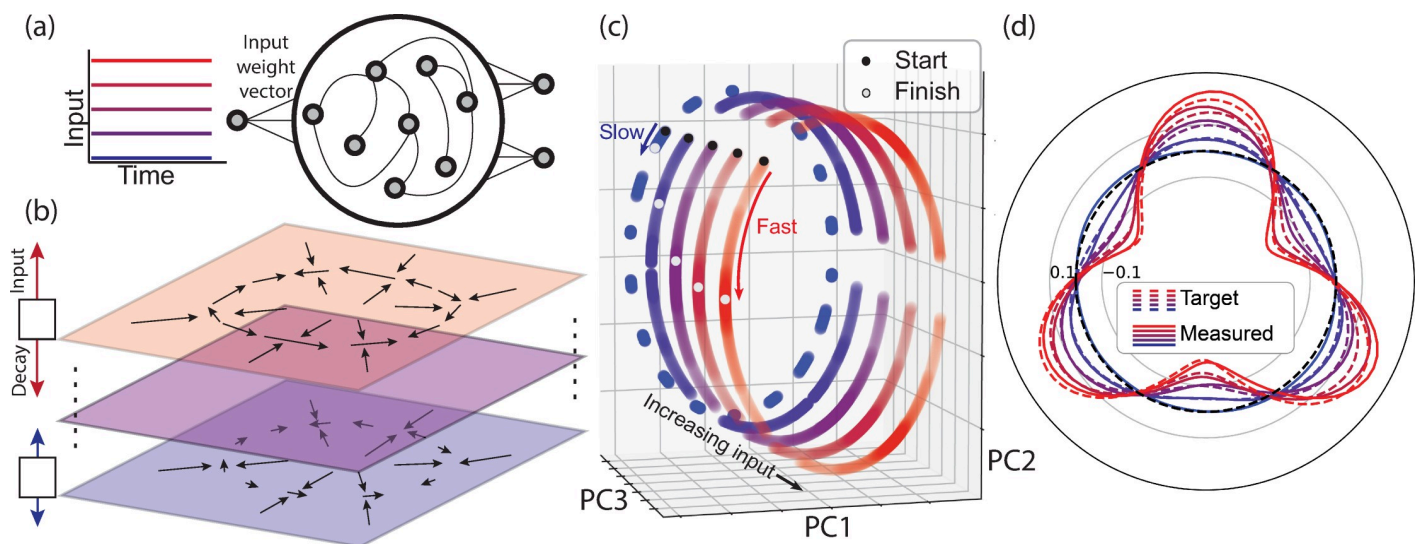 (a)
Input
weight
vector
Input
Time
(b)
Input
Decay
(c)
Start
Finish
Slow
Fast
Increasing input
PC3
PC1
PC2
(d)
0.1
−0.1
Target
Measured